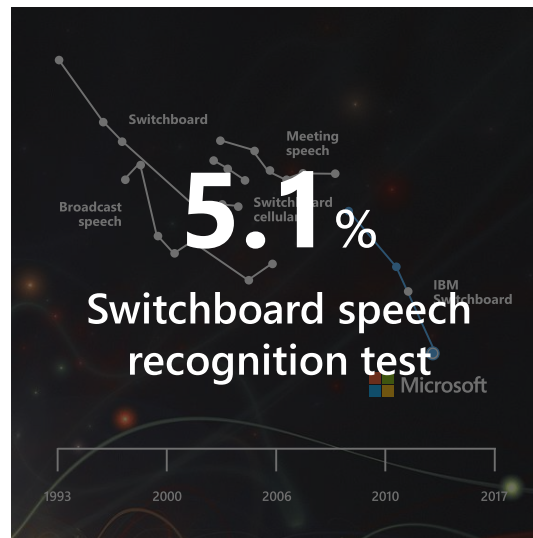 Switchboard
Meeting
speech
Broadcast
speech
Switchboard
cellular
5.1%
IBM
Switchboard
Switchboard speech
recognition test
Microsoft
1993 2000 2006 2010 2017